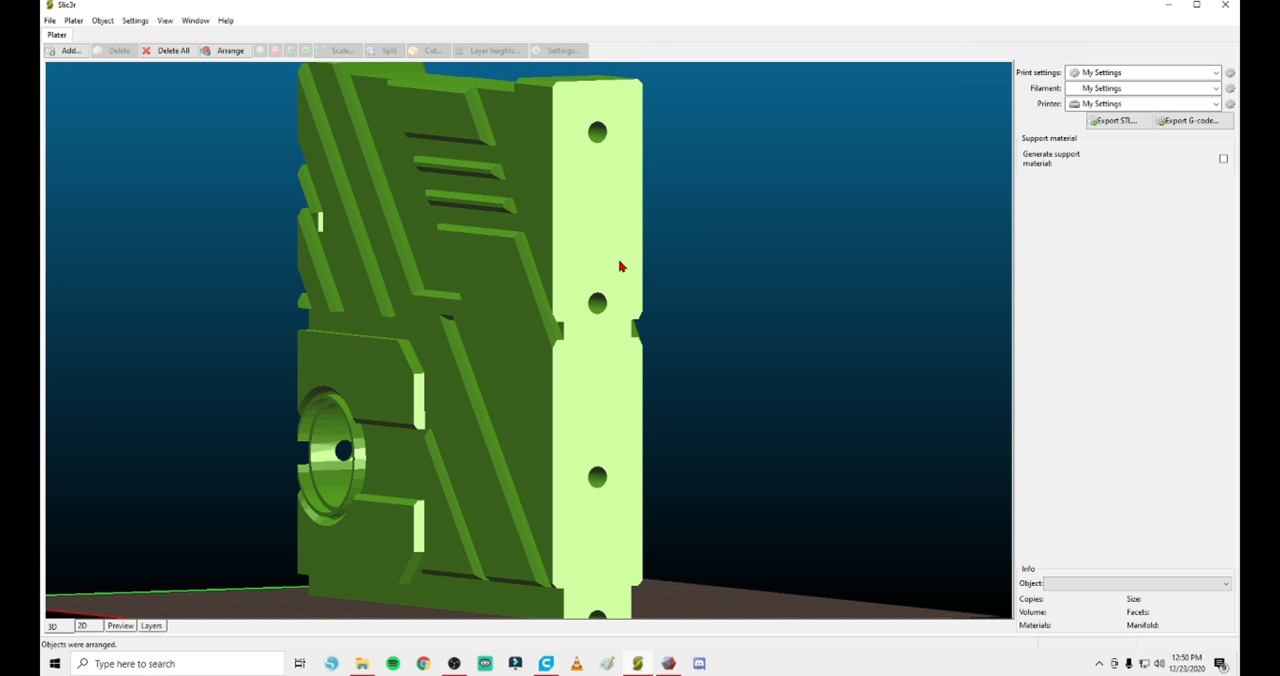 Slic3r
File Plater Object Settings View Window Help
Plater
Add... Delete Delete All Arrange Scale... Split Cut... Layer heights... Settings...
Print settings: My Settings
Filament: My Settings
Printer: My Settings
Export STL... Export G-code...
Support material
Generate support
material:
Info
Object:
Copies: Size:
Volume: Facets:
Materials: Manifold:
3D 2D Preview Layers
Objects were arranged.
Type here to search
12:50 PM
12/23/2020